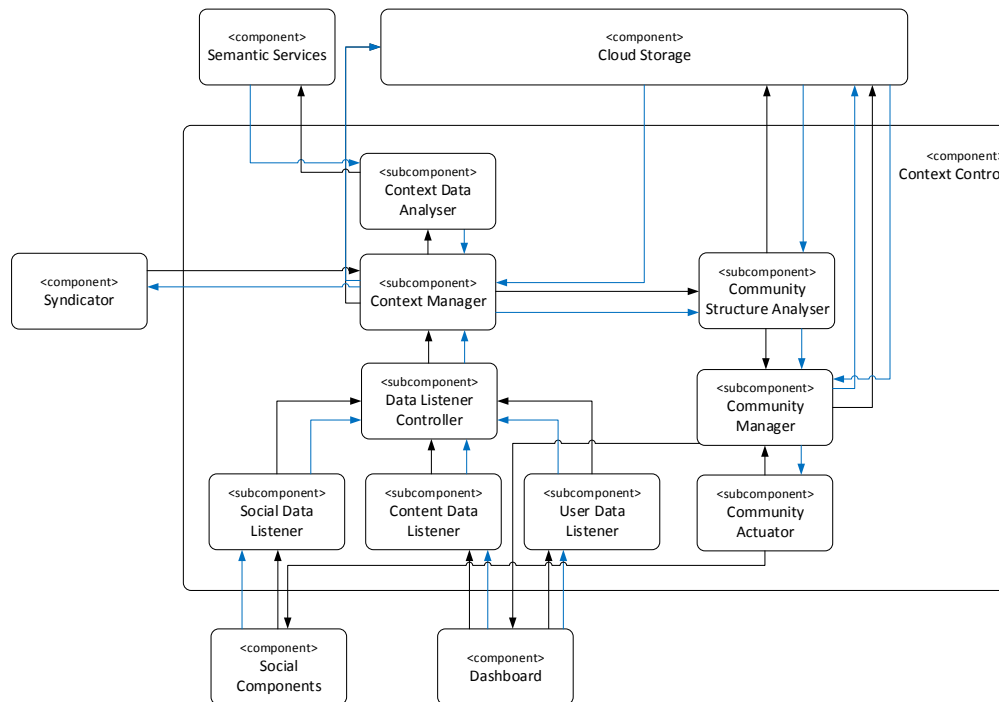 <component>
Semantic Services
<component>
Cloud Storage
<component>
Context Contro
<subcomponent>
Context Data
Analyser
<component>
Syndicator
<subcomponent>
Context Manager
<subcomponent>
Community
Structure Analyser
<subcomponent>
Data Listener
Controller
<subcomponent>
Community
Manager
<subcomponent>
Social Data
Listener
<subcomponent>
Content Data
Listener
<subcomponent>
User Data
Listener
<subcomponent>
Community
Actuator
<component>
Social
Components
<component>
Dashboard